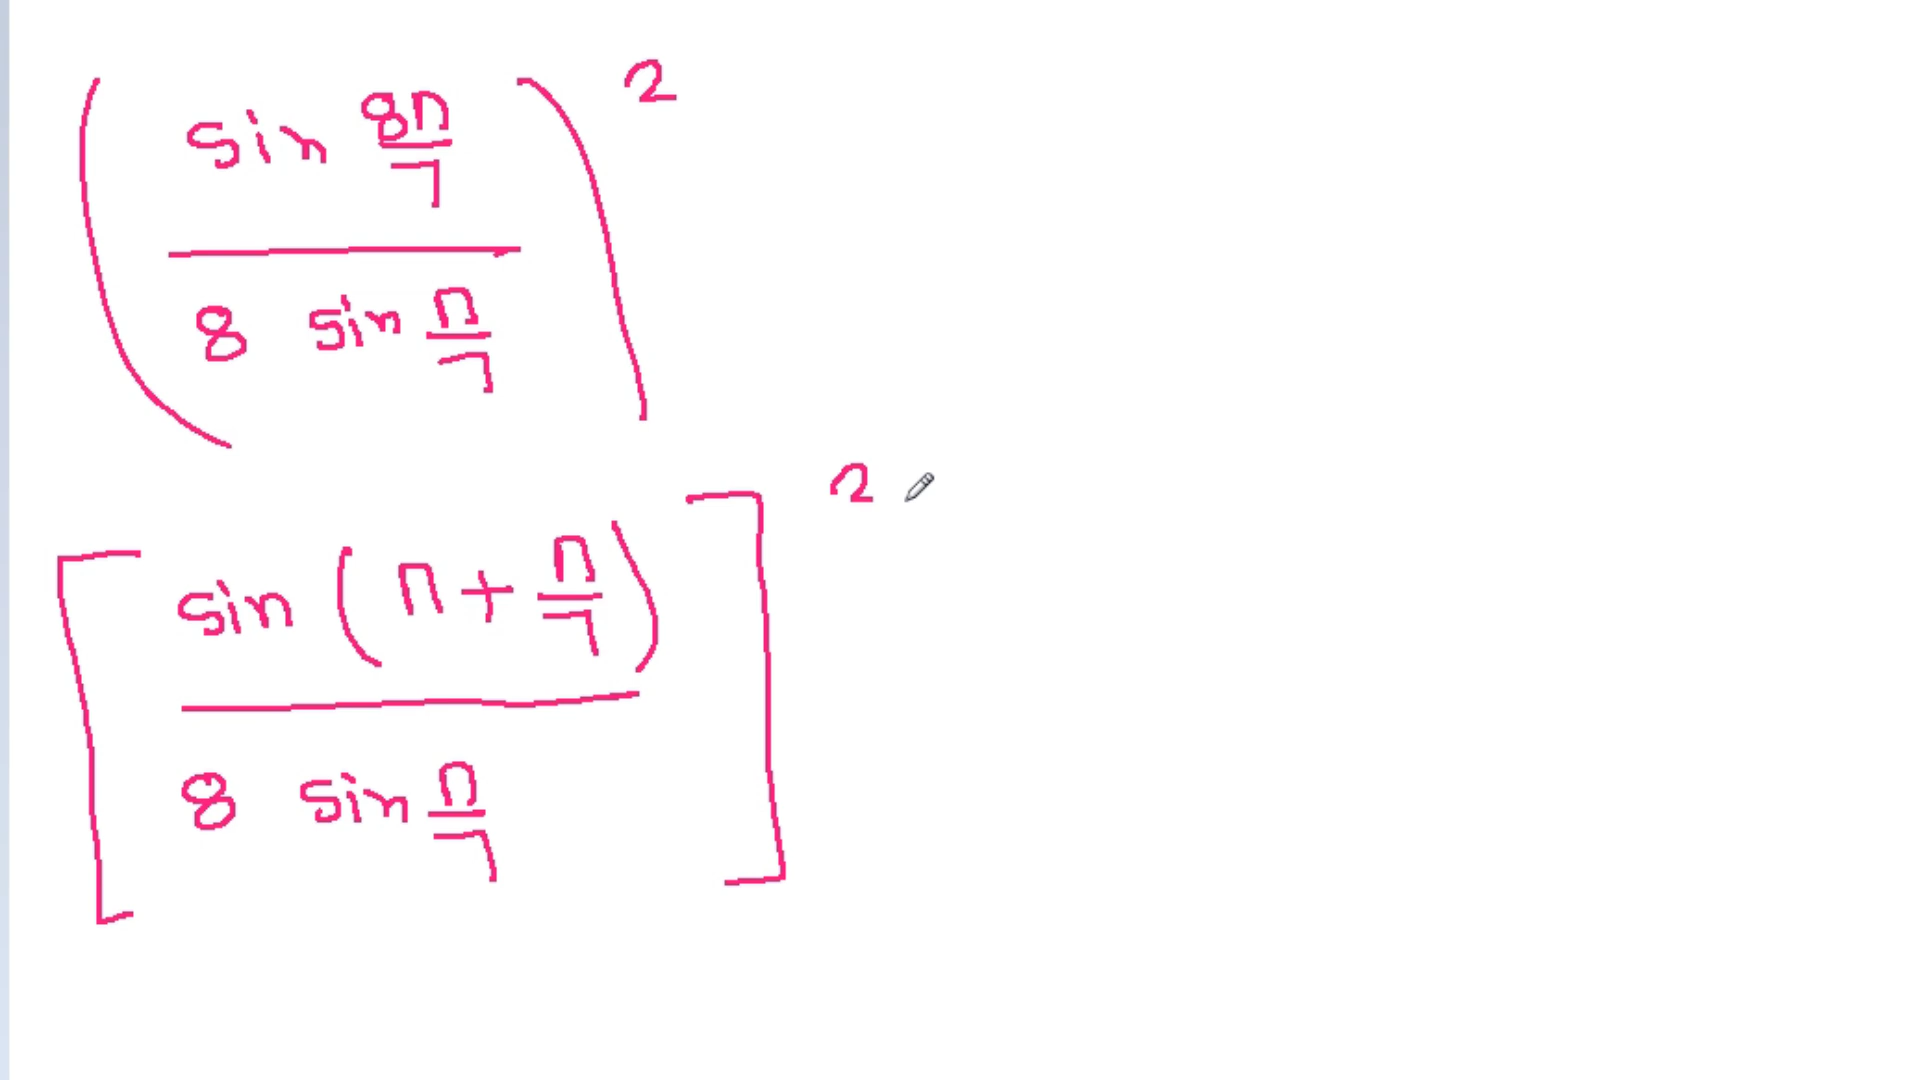 ( sin 8π/7 / 8 sin π/7 )²
[ sin (π + π/7) / 8 sin π/7 ]²